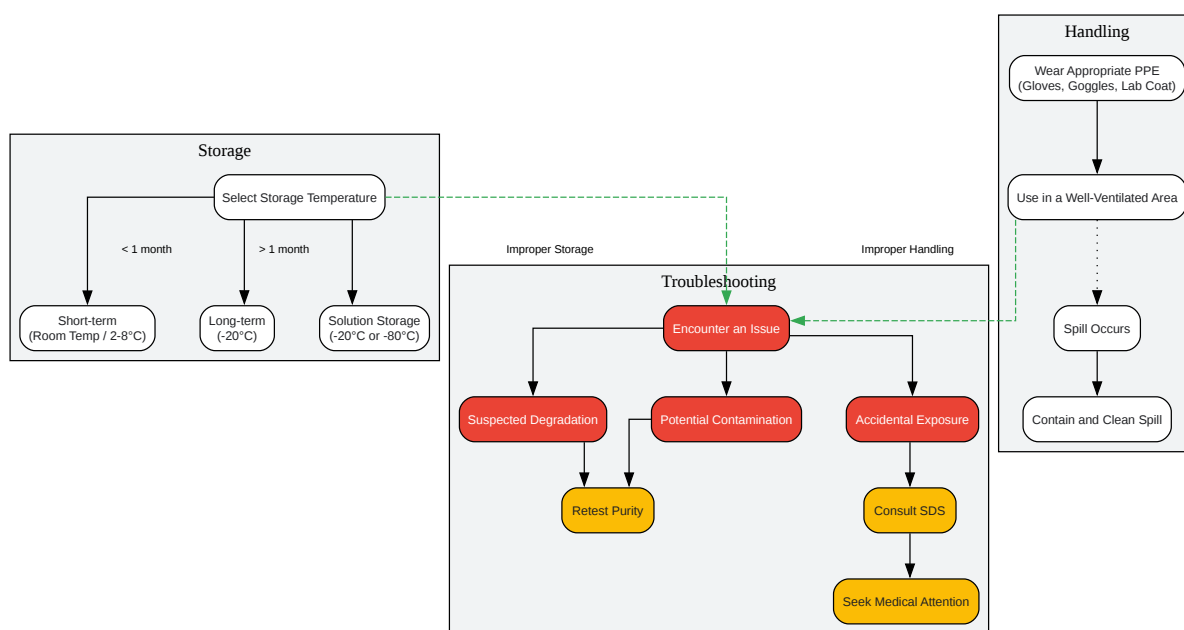 Handling
Wear Appropriate PPE
(Gloves, Goggles, Lab Coat)
Use in a Well-Ventilated Area
Spill Occurs
Contain and Clean Spill
Storage
Select Storage Temperature
< 1 month
> 1 month
Short-term
(Room Temp / 2-8°C)
Long-term
(-20°C)
Solution Storage
(-20°C or -80°C)
Improper Storage
Improper Handling
Troubleshooting
Encounter an Issue
Suspected Degradation
Potential Contamination
Accidental Exposure
Retest Purity
Consult SDS
Seek Medical Attention